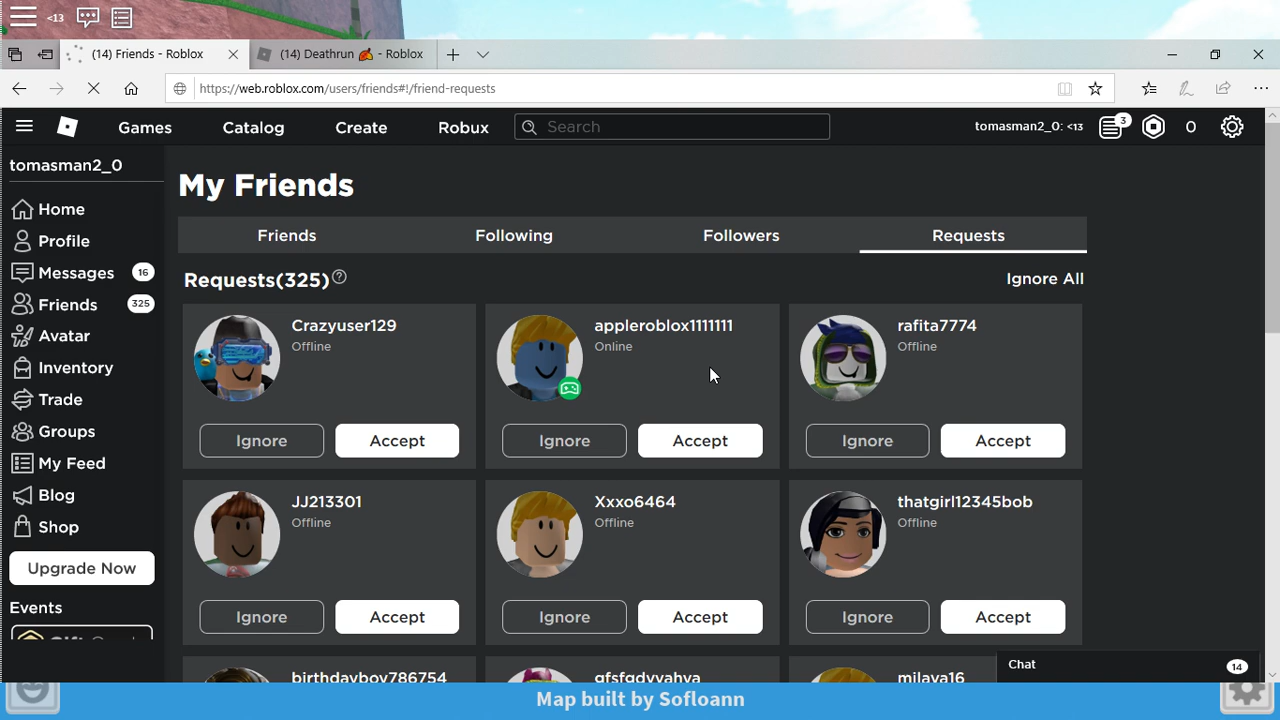 <13
(14) Friends - Roblox
(14) Deathrun 🍂 - Roblox
https://web.roblox.com/users/friends#!/friend-requests
Games
Catalog
Create
Robux
Search
tomasman2_0: <13
3
0
tomasman2_0
Home
Profile
Messages 16
Friends 325
Avatar
Inventory
Trade
Groups
My Feed
Blog
Shop
Upgrade Now
Events
My Friends
Friends
Following
Followers
Requests
Requests(325)
Ignore All
Crazyuser129
Offline
Ignore
Accept
appleroblox1111111
Online
Ignore
Accept
rafita7774
Offline
Ignore
Accept
JJ213301
Offline
Ignore
Accept
Xxxo6464
Offline
Ignore
Accept
thatgirl12345bob
Offline
Ignore
Accept
birthdayboy786754
milaya16
Chat
14
Map built by Sofloann